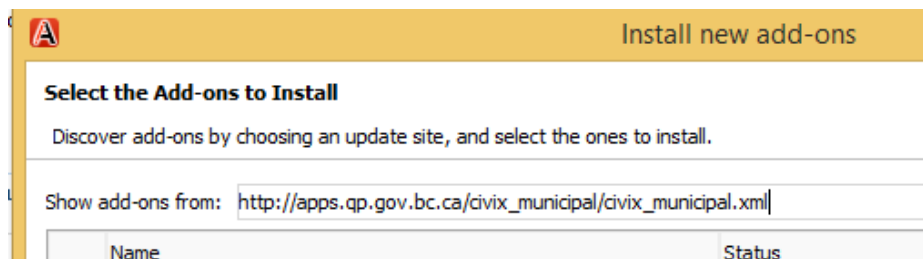 Install new add-ons
Select the Add-ons to Install
Discover add-ons by choosing an update site, and select the ones to install.
Show add-ons from: http://apps.qp.gov.bc.ca/civix_municipal/civix_municipal.xml
Name Status